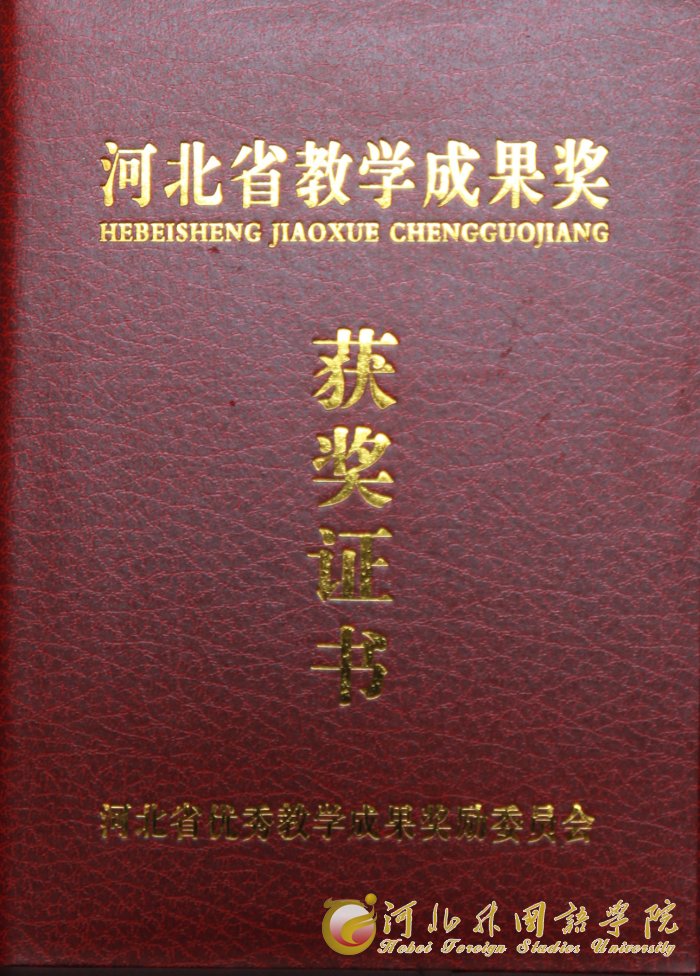 河北省教学成果奖
HEBEISHENG JIAOXUE CHENGGUOJIANG
获奖证书
河北省优秀教学成果奖励委员会
河北外国语学院
Hebei Foreign Studies University